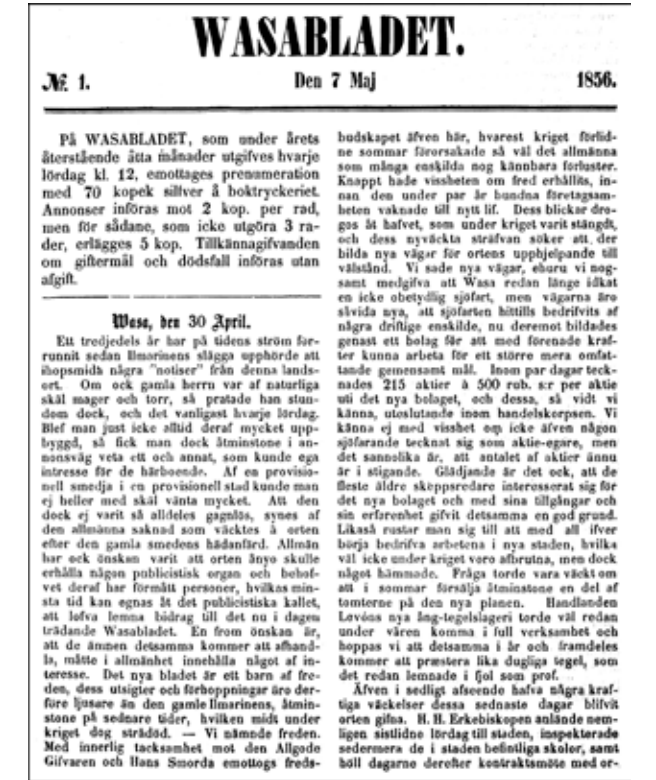 WASABLADET.
№ 1.
Den 7 Maj
1856.
På WASABLADET, som under årets
återstående åtta månader utgifves hvarje
lördag kl. 12, emottages prenumeration
med 70 kopek sillver å boktryckeriet.
Annonser införas mot 2 kop. per rad,
men för sådane, som icke utgöra 3 ra-
der, erlägges 5 kop. Tillkännagifvanden
om giftermål och dödsfall införas utan
afgift.
Wasa, den 30 April.
Ett tredjedels år har på tidens ström för-
runnit sedan Ilmarinens slägga upphörde att
ihopsmida några "notiser" från denna lands-
ort. Om ock gamla herrn var af naturliga
skäl mager och torr, så pratade han stun-
dom dock, och det vanligast hvarje lördag.
Blef man just icke alltid deraf mycket upp-
byggd, så fick man dock åtminstone i an-
nonsväg veta ett och annat, som kunde ega
intresse för de härboende. Af en provisio-
nell smedja i en provisionell stad kunde man
ej heller med skäl vänta mycket. Att den
dock ej varit så alldeles gagnlös, synes af
den allmänna saknad som väcktes å orten
efter den gamla smedens hädanfärd. Allmän
har ock önskan varit att orten ånyo skulle
erhålla någon publicistisk organ och behof-
vet deraf har förmått personer, hvilkas min-
sta tid kan egnas åt det publicistiska kallet,
att lofva lemna bidrag till det nu i dagen
trädande Wasabladet. En from önskan är,
att de ämnen detsamma kommer att afhand-
la, måtte i allmänhet innehålla något af in-
teresse. Det nya bladet är ett barn af fre-
den, dess utsigter och förhoppningar äro der-
före ljusare än den gamle Ilmarinens, åtmin-
stone på sednare tider, hvilken midt under
kriget dog strådöd. — Vi nämnde freden.
Med innerlig tacksamhet mot den Allgode
Gifvaren och Hans Smorda emottogs freds-
budskapet äfven här, hvarest kriget förlid-
ne sommar förorsakade så väl det allmänna
som många enskilda nog kännbara förluster.
Knappt hade vissheten om fred erhållits, in-
nan den under par år bundna företagsam-
heten vaknade till nytt lif. Dess blickar dro-
gos åt hafvet, som under kriget varit stängdt,
och dess nyväckta sträfvan söker att der
bilda nya vägar för ortens upphjelpande till
välstånd. Vi sade nya vägar, ehuru vi nog-
samt medgifva att Wasa redan länge idkat
en icke obetydlig sjöfart, men vägarna äro
såvida nya, att sjöfarten hittills bedrifvits af
några driftige enskilde, nu deremot bildades
genast ett bolag för att med förenade kraf-
ter kunna arbeta för ett större mera omfat-
tande gemensamt mål. Inom par dagar teck-
nades 215 aktier à 500 rub. s:r per aktie
uti det nya bolaget, och dessa, så vidt vi
känna, uteslutande inom handelskorpsen. Vi
känna ej med visshet om icke äfven någon
sjöfarande tecknat sig som aktie-egare, men
det sannolika är, att antalet af aktier ännu
är i stigande. Glädjande är det ock, att de
fleste äldre skeppsredare interesserat sig för
det nya bolaget och med sina tillgångar och
sin erfarenhet gifvit detsamma en god grund.
Likaså rustar man sig till att med all ifver
börja bedrifva arbetena i nya staden, hvilka
väl icke under kriget voro afbrutna, men dock
något hämmade. Fråga torde vara väckt om
att i sommar försälja åtminstone en del af
tomterne på den nya planen. Handlanden
Levóns nya ång-tegelslageri torde väl redan
under våren komma i full verksamhet och
hoppas vi att detsamma i år och framdeles
kommer att præstera lika dugliga tegel, som
det redan lemnade i fjol som prof.
Äfven i sedligt afseende hafva några kraf-
tiga väckelser dessa sednaste dagar blifvit
orten gifna. H. H. Erkebiskopen anlände nem-
ligen sistlidne lördag till staden, inspekterade
sedermera de i staden befintliga skolor, samt
höll dagarne derefter kontraktsmöte med or-